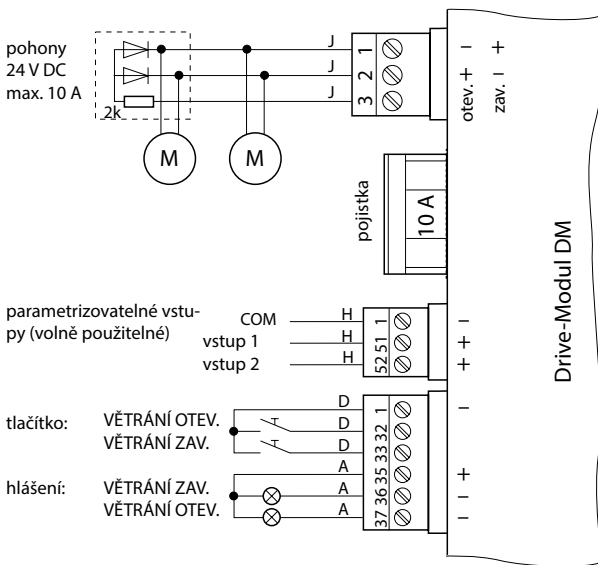 pohony
24 V DC
max. 10 A
2k
M M
J 1
J 2
J 3
– +
otev. + zav. –
pojistka
10 A
Drive-Modul DM
parametrizovatelné vstu-
py (volně použitelné)
COM H 1 –
vstup 1 H 51 +
vstup 2 H 52 +
D 1 –
tlačítko: VĚTRÁNÍ OTEV. D 32
VĚTRÁNÍ ZAV. D 33
A 35 +
hlášení: VĚTRÁNÍ ZAV. A 36 –
VĚTRÁNÍ OTEV. A 37 –